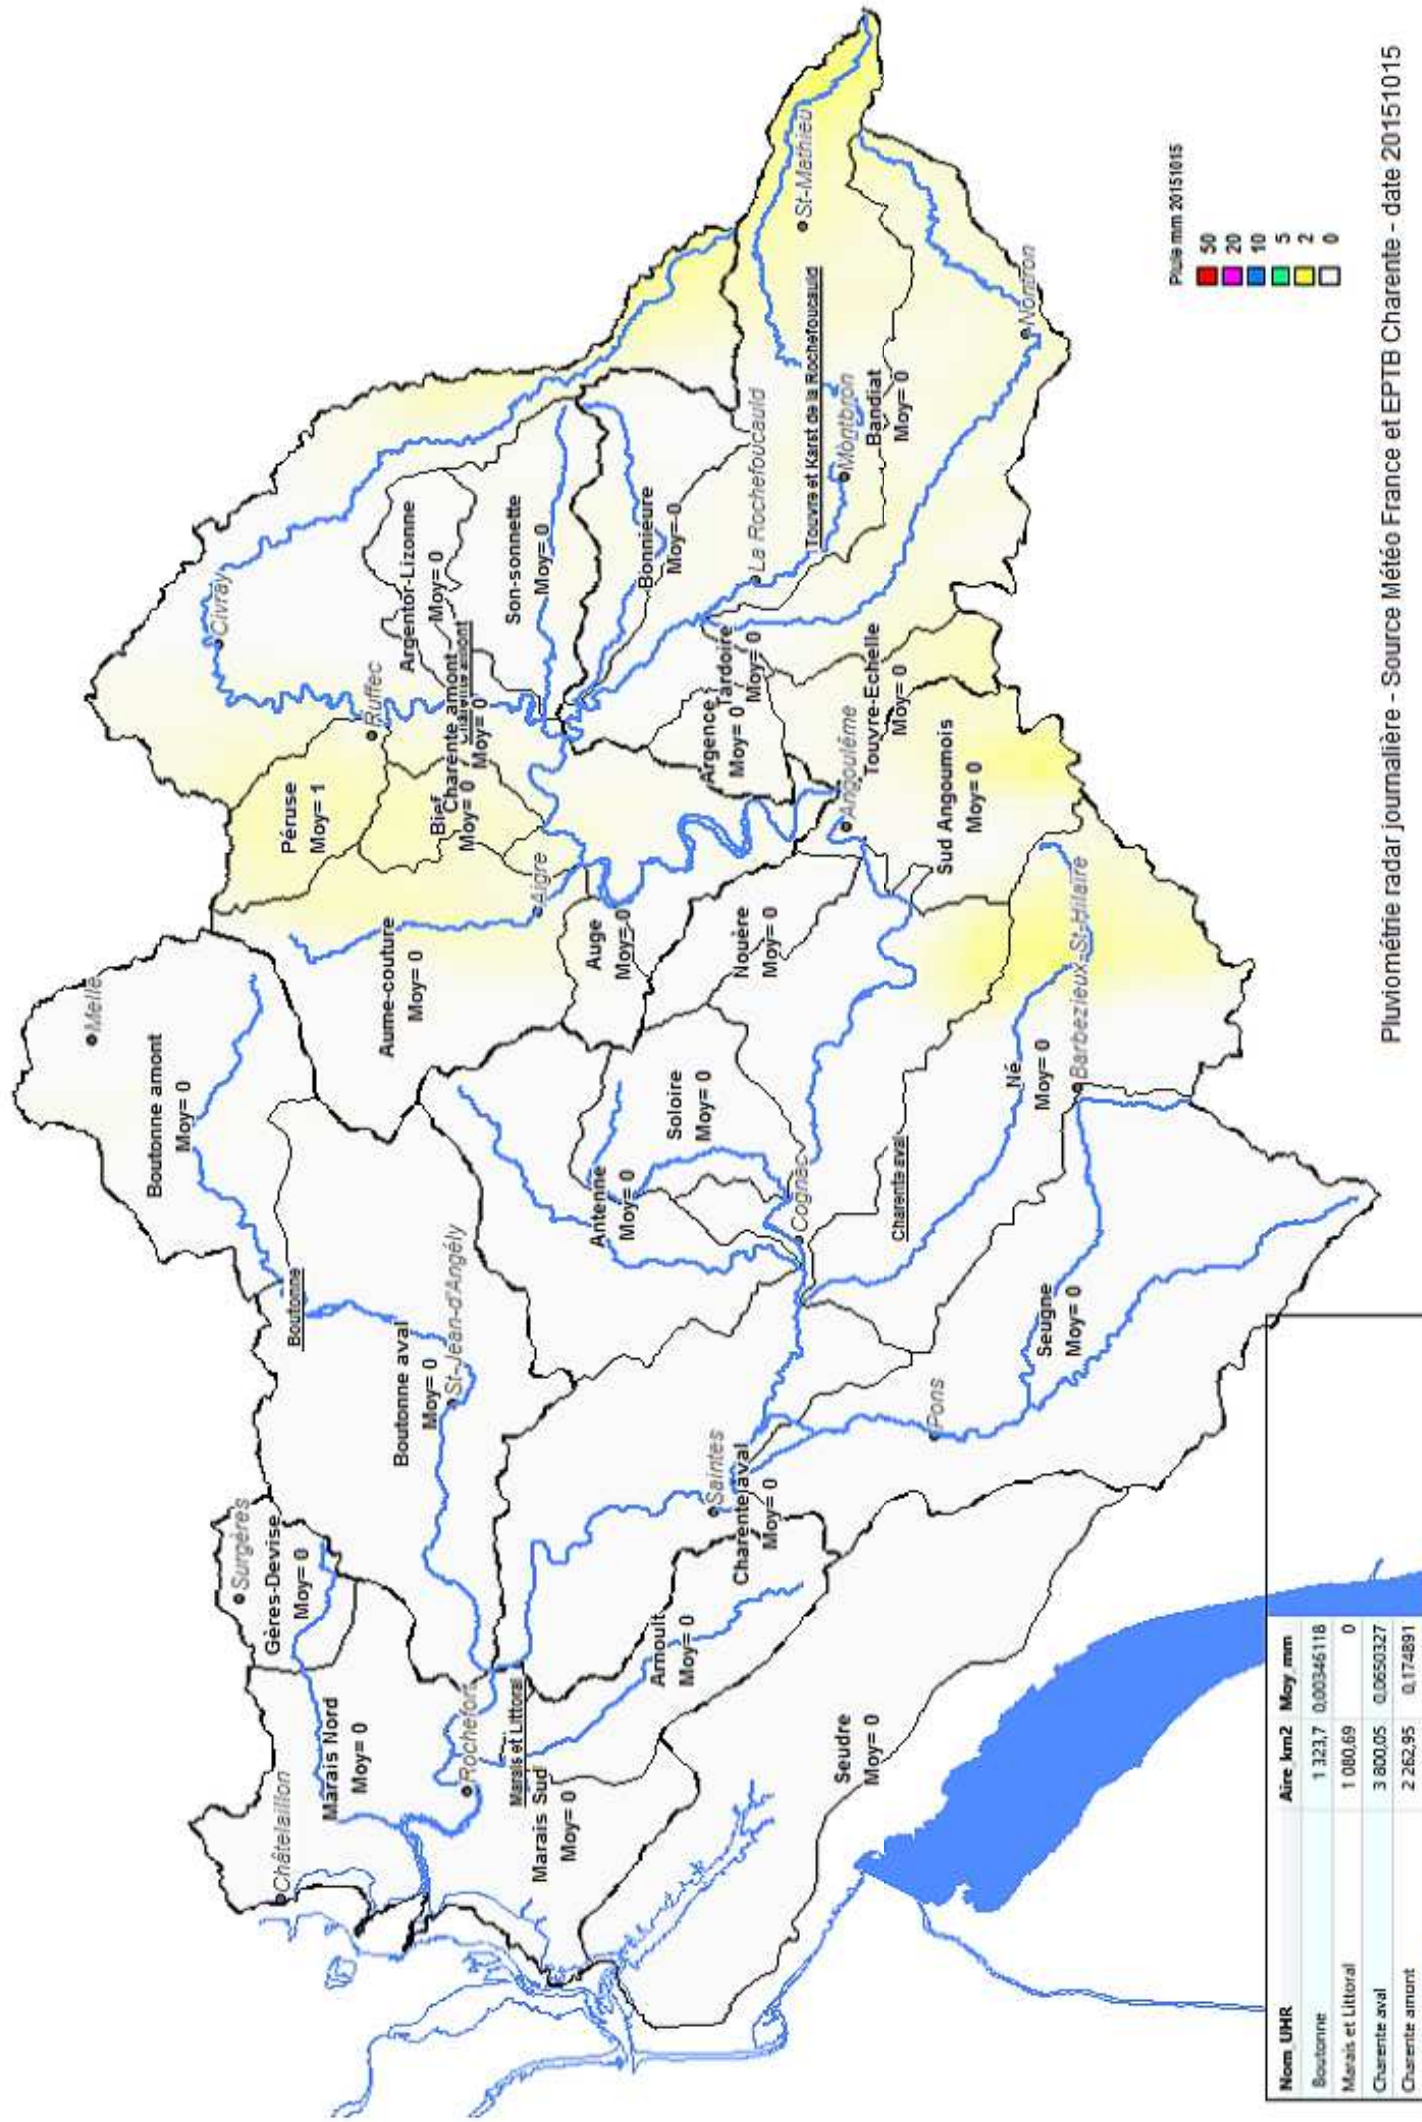 Melle
Boutonne amont
Moy= 0
Civray
Surgères
Gères-Devise
Moy= 0
Châtelaillon
Marais Nord
Moy= 0
Boutonne
Péruse
Moy= 1
Ruffec
Argentor-Lizonne
Moy= 0
Aume-couture
Moy= 0
Bief
Moy= 0
Charente amont
Charente amont
Moy= 0
Boutonne aval
Moy= 0
St-Jean-d'Angély
Rochefort
Son-sonnette
Moy= 0
Aigre
Marais et Littoral
Marais Sud
Moy= 0
Antenne
Moy= 0
Auge
Moy= 0
Bonnieure
Moy= 0
Arnoult
Moy= 0
Soloire
Moy= 0
Saintes
Charente aval
Moy= 0
Nouère
Moy= 0
Argence
Moy= 0
Tardoire
Moy= 0
La Rochefoucauld
St-Mathieu
Touvre et Karst de la Rochefoucauld
Montbron
Cognac
Angoulême
Touvre-Echelle
Moy= 0
Bandiat
Moy= 0
Seudre
Moy= 0
Charente aval
Sud Angoumois
Moy= 0
Pons
Né
Moy= 0
Nontron
Seugne
Moy= 0
Barbezieux-St-Hilaire
Pluie mm 20151015
50
20
10
5
2
0
Nom_UHR Aire_km2 Moy_mm
Boutonne 1 323,7 0,00346118
Marais et Littoral 1 080,69 0
Charente aval 3 800,05 0,0650327
Charente amont 2 262,95 0,174891
Pluviométrie radar journalière - Source Météo France et EPTB Charente - date 20151015